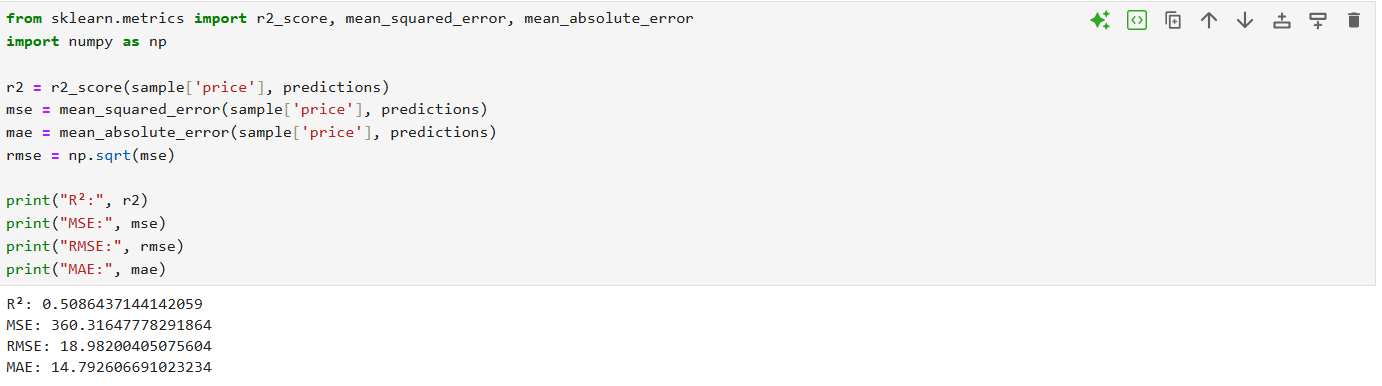 from sklearn.metrics import r2_score, mean_squared_error, mean_absolute_error
import numpy as np
r2 = r2_score(sample['price'], predictions)
mse = mean_squared_error(sample['price'], predictions)
mae = mean_absolute_error(sample['price'], predictions)
rmse = np.sqrt(mse)
print("R²:", r2)
print("MSE:", mse)
print("RMSE:", rmse)
print("MAE:", mae)
R²: 0.5086437144142059
MSE: 360.31647778291864
RMSE: 18.98200405075604
MAE: 14.792606691023234